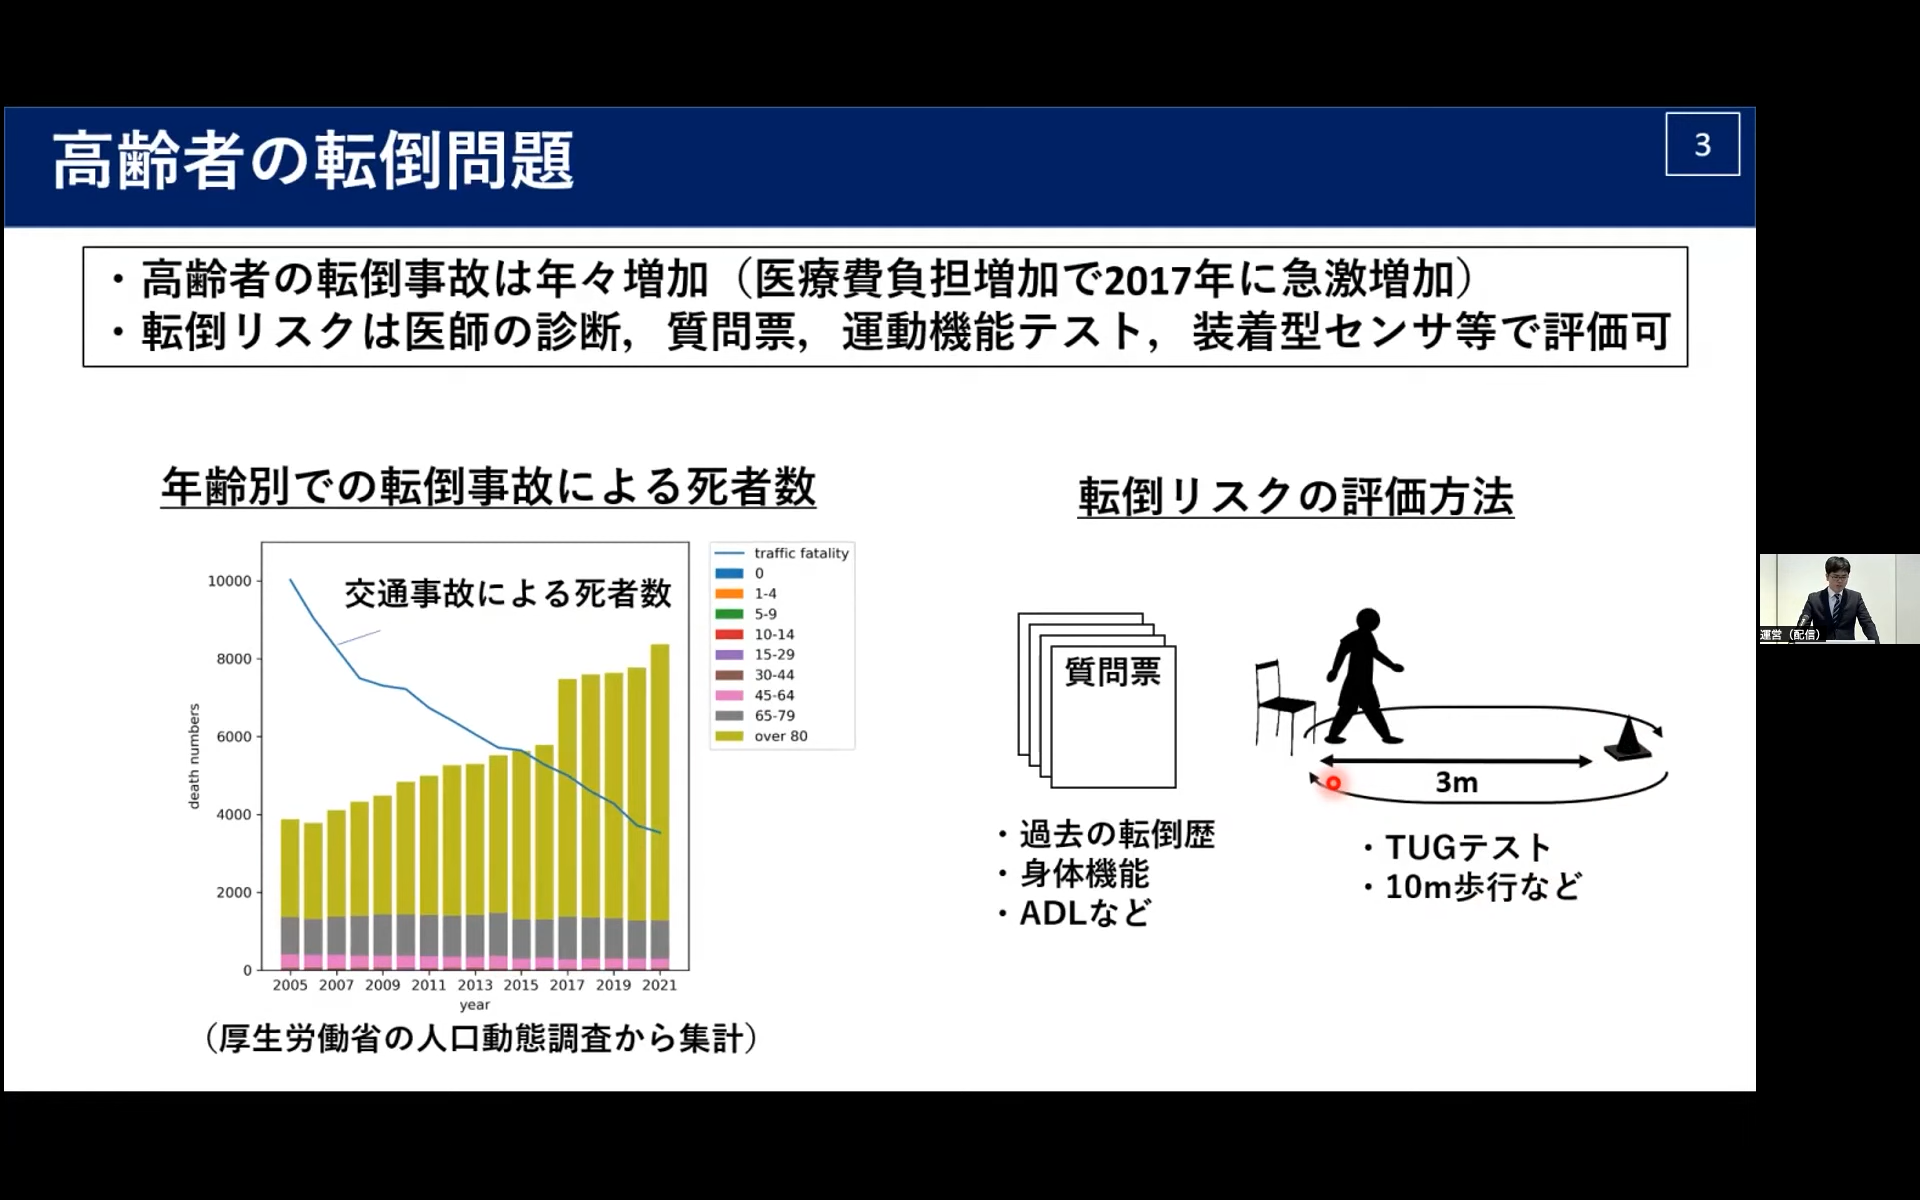 高齢者の転倒問題
3
・高齢者の転倒事故は年々増加（医療費負担増加で2017年に急激増加）
・転倒リスクは医師の診断，質問票，運動機能テスト，装着型センサ等で評価可
年齢別での転倒事故による死者数
交通事故による死者数
death numbers
10000
8000
6000
4000
2000
0
2005 2007 2009 2011 2013 2015 2017 2019 2021
year
traffic fatality
0
1-4
5-9
10-14
15-29
30-44
45-64
65-79
over 80
（厚生労働省の人口動態調査から集計）
転倒リスクの評価方法
質問票
・過去の転倒歴
・身体機能
・ADLなど
3m
・TUGテスト
・10m歩行など
運営（配信）